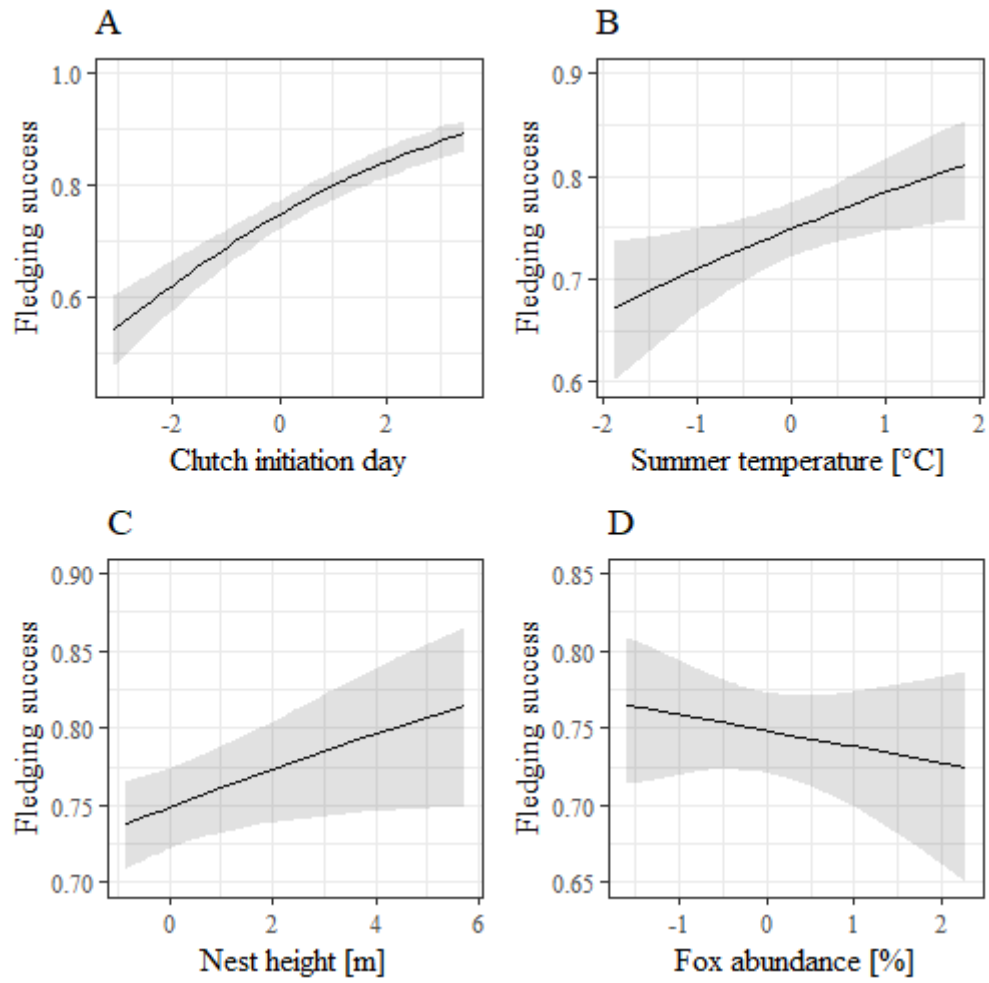 A
1.0
0.8
0.6
Fledging success
-2 0 2
Clutch initiation day
B
0.9
0.8
0.7
0.6
Fledging success
-2 -1 0 1 2
Summer temperature [°C]
C
0.90
0.85
0.80
0.75
0.70
Fledging success
0 2 4 6
Nest height [m]
D
0.85
0.80
0.75
0.70
0.65
Fledging success
-1 0 1 2
Fox abundance [%]